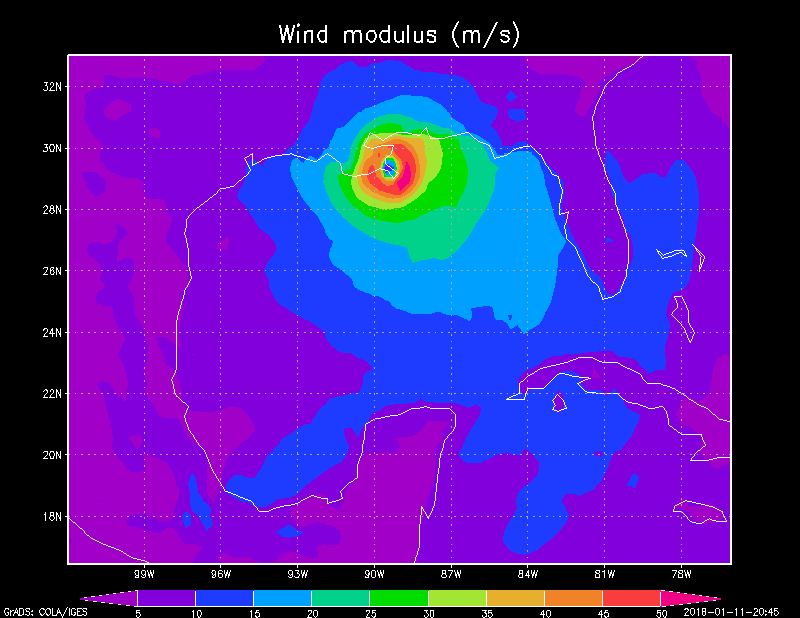 Wind modulus (m/s)
32N
30N
28N
26N
24N
22N
20N
18N
99W 96W 93W 90W 87W 84W 81W 78W
5 10 15 20 25 30 35 40 45 50
GrADS: COLA/IGES 2018-01-11-20:45